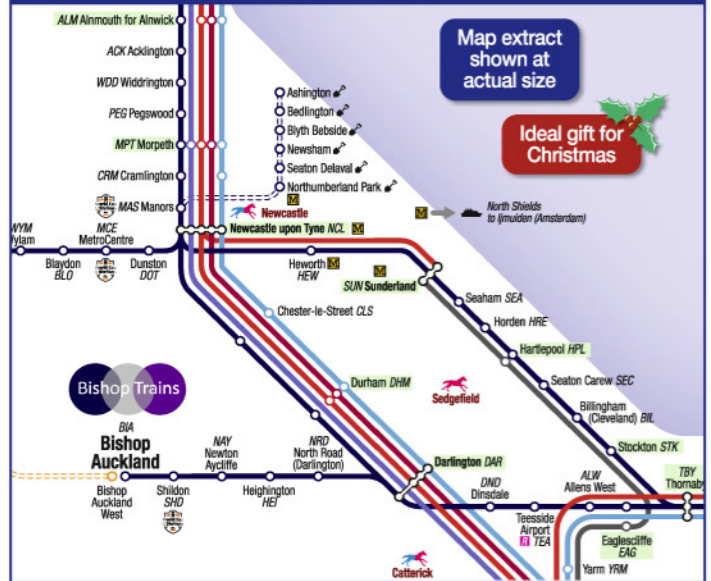 ALM Alnmouth for Alnwick
ACK Acklington
WDD Widdrington
PEG Pegswood
MPT Morpeth
CRM Cramlington
MAS Manors
Map extract
shown at
actual size
Ideal gift for
Christmas
Ashington
Bedlington
Blyth Bebside
Newsham
Seaton Delaval
Northumberland Park
M
Newcastle
M
North Shields
to Ijmuiden (Amsterdam)
Newcastle upon Tyne NCL M
WYM
Wylam
MCE
MetroCentre
Blaydon
BLO
Dunston
DOT
Heworth M
HEW
M
SUN Sunderland
Seaham SEA
Horden HRE
Hartlepool HPL
Seaton Carew SEC
Billingham
(Cleveland) BIL
Stockton STK
Chester-le-Street CLS
Durham DHM
Sedgefield
Bishop Trains
BIA
Bishop
Auckland
Bishop
Auckland
West
Shildon
SHD
NAY
Newton
Aycliffe
Heighington
HEI
NRD
North Road
(Darlington)
Darlington DAR
DND
Dinsdale
Teesside
Airport
R TEA
ALW
Allens West
TBY
Thornaby
Eaglescliffe
EAG
Yarm YRM
Catterick